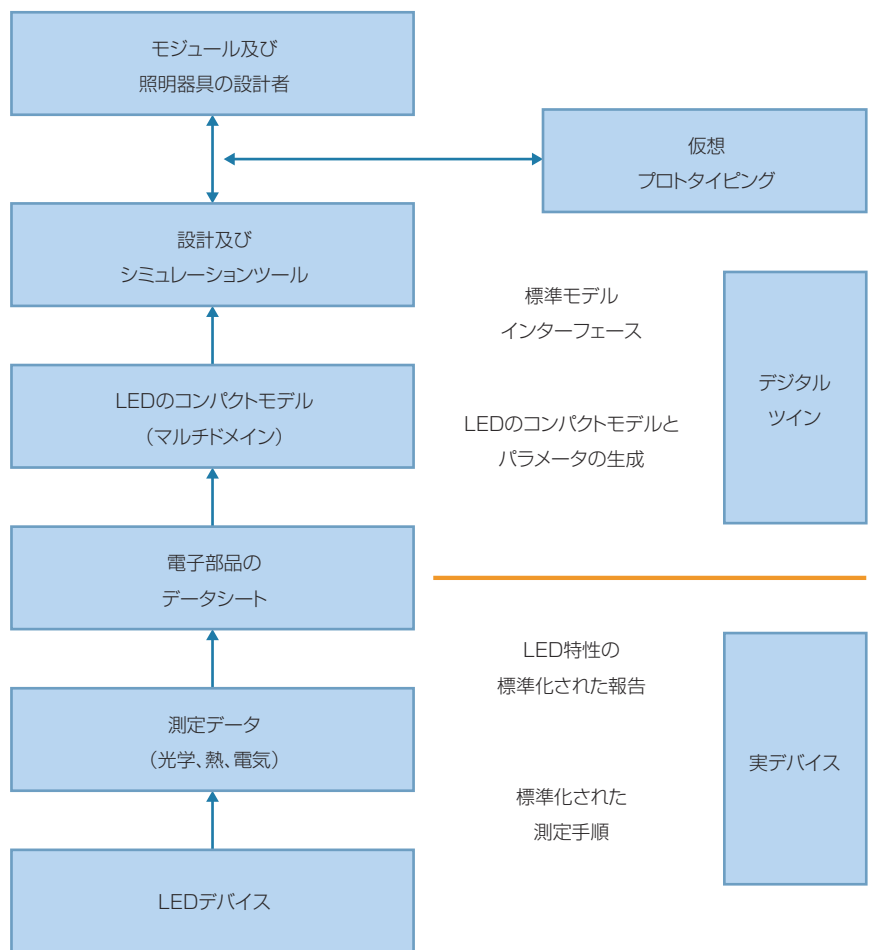 モジュール及び
照明器具の設計者
仮想
プロトタイピング
設計及び
シミュレーションツール
標準モデル
インターフェース
デジタル
ツイン
LEDのコンパクトモデル
（マルチドメイン）
LEDのコンパクトモデルと
パラメータの生成
電子部品の
データシート
LED特性の
標準化された報告
測定データ
（光学、熱、電気）
実デバイス
標準化された
測定手順
LEDデバイス